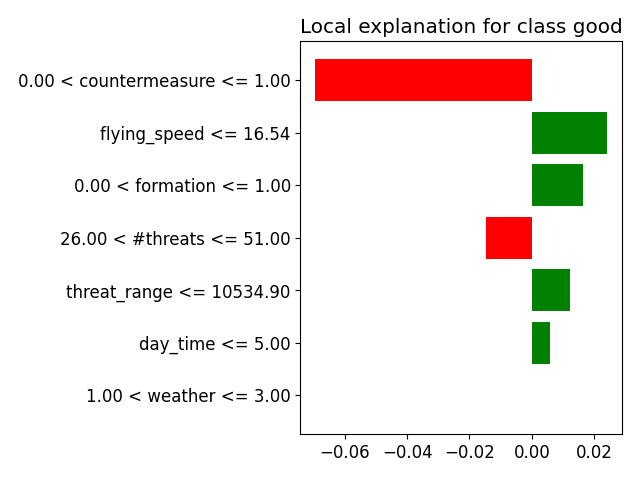 Local explanation for class good
0.00 < countermeasure <= 1.00
flying_speed <= 16.54
0.00 < formation <= 1.00
26.00 < #threats <= 51.00
threat_range <= 10534.90
day_time <= 5.00
1.00 < weather <= 3.00
−0.06 −0.04 −0.02 0.00 0.02